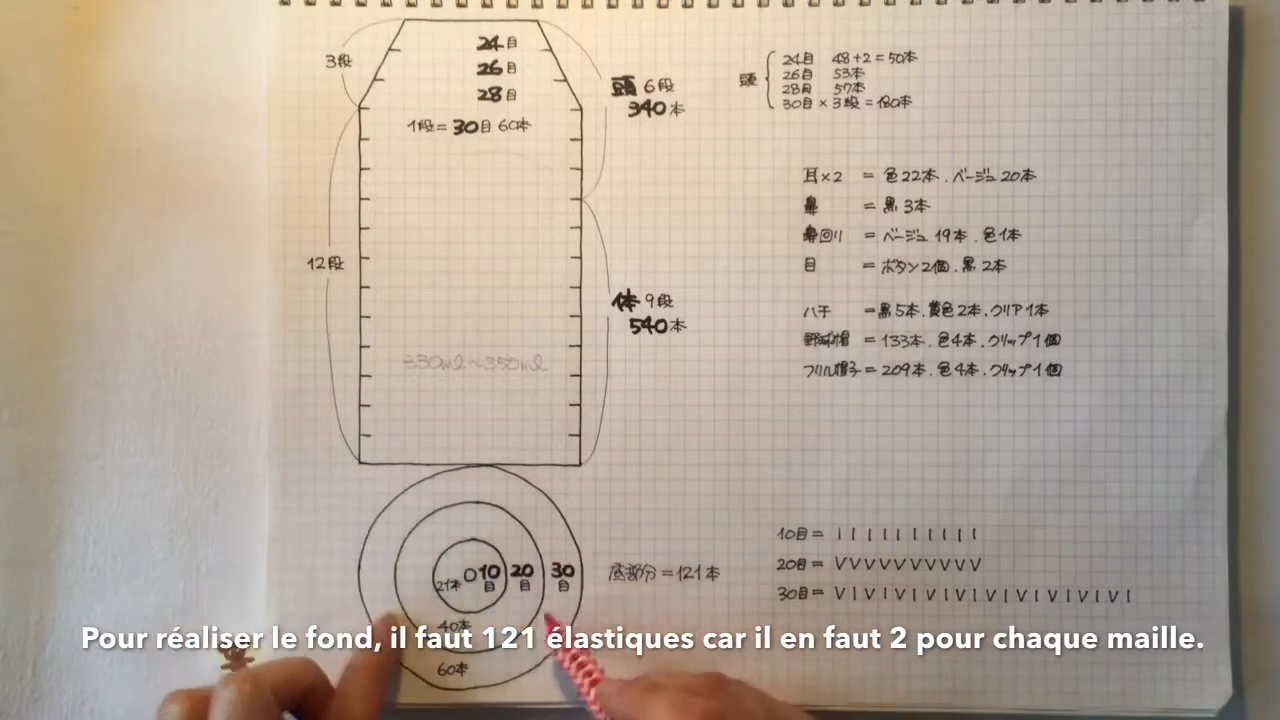 3段
24目
26目
28目
1段=30目 60本
頭 6段
340本
12段
体 9段
540本
330ml〜350ml
頭
24目 48+2=50本
26目 53本
28目 57本
30目×3段=180本
耳×2 = 色22本.ベージュ20本
鼻 = 黒3本
鼻回り = ベージュ19本.色1本
目 = ボタン2個.黒2本
ハチ =黒5本.黄色2本.クリア1本
野球帽 =133本.色4本.クリップ1個
フリル帽子=209本.色4本.クリップ1個
21本 10目 20目 30目
40本
60本
底部分=121本
10目= I I I I I I I I I I
20目= V V V V V V V V V V
30目= V I V I V I V I V I V I V I V I V I V I
Pour réaliser le fond, il faut 121 élastiques car il en faut 2 pour chaque maille.